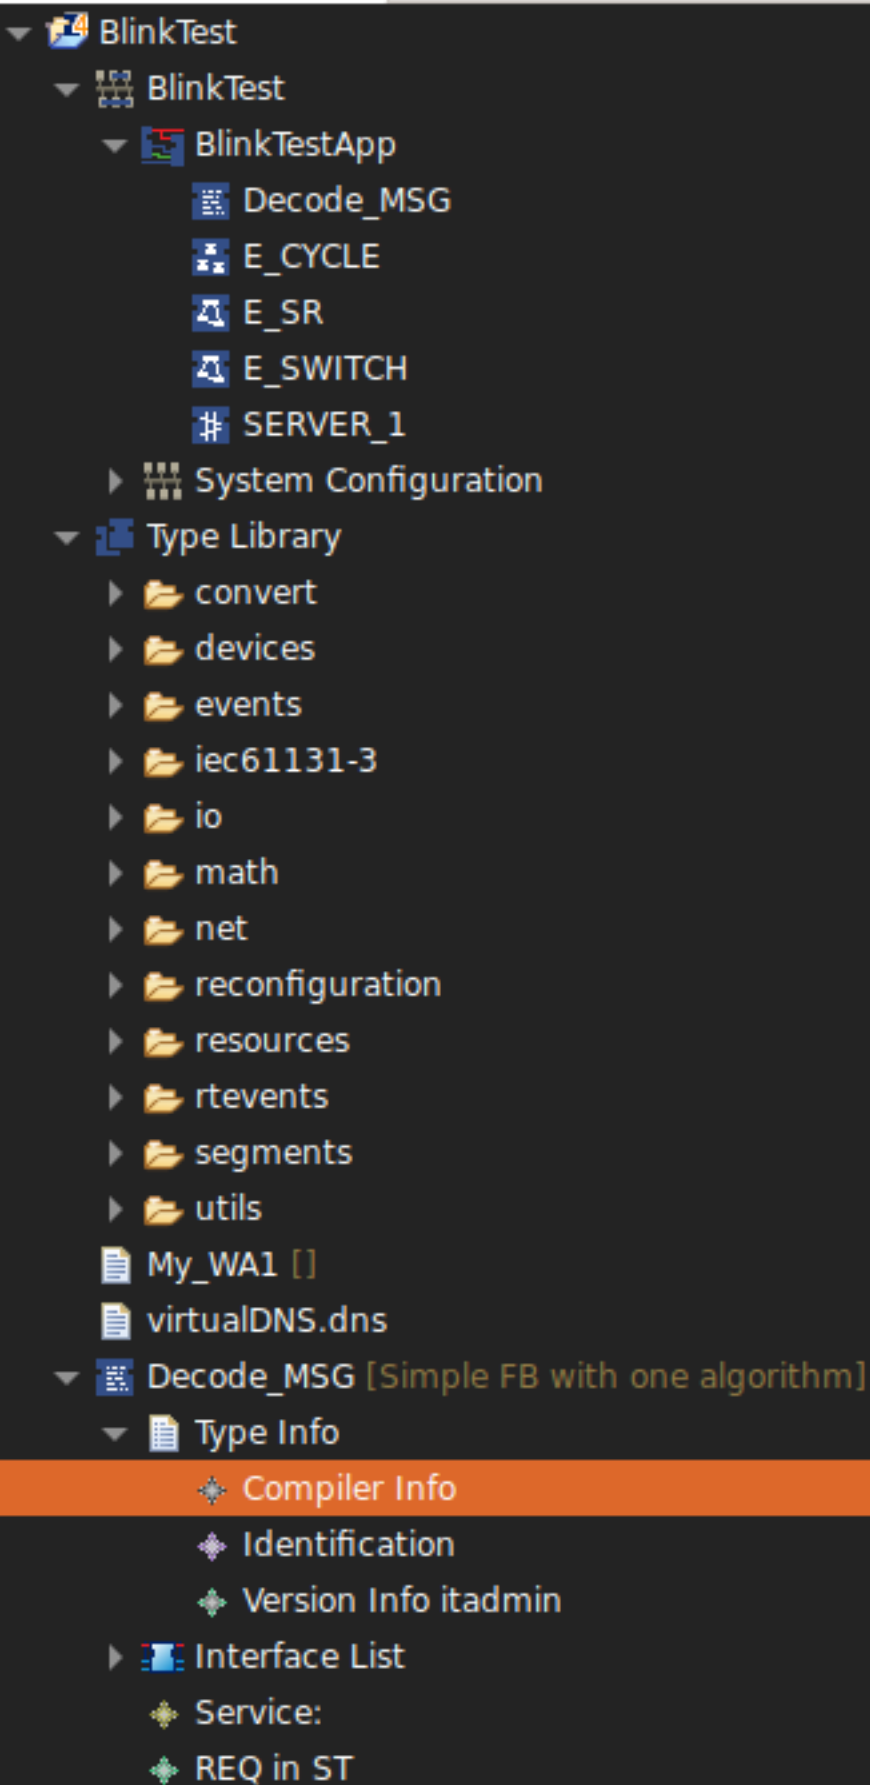 BlinkTest
BlinkTest
BlinkTestApp
Decode_MSG
E_CYCLE
E_SR
E_SWITCH
SERVER_1
System Configuration
Type Library
convert
devices
events
iec61131-3
io
math
net
reconfiguration
resources
rtevents
segments
utils
My_WA1 []
virtualDNS.dns
Decode_MSG [Simple FB with one algorithm]
Type Info
Compiler Info
Identification
Version Info itadmin
Interface List
Service:
REQ in ST